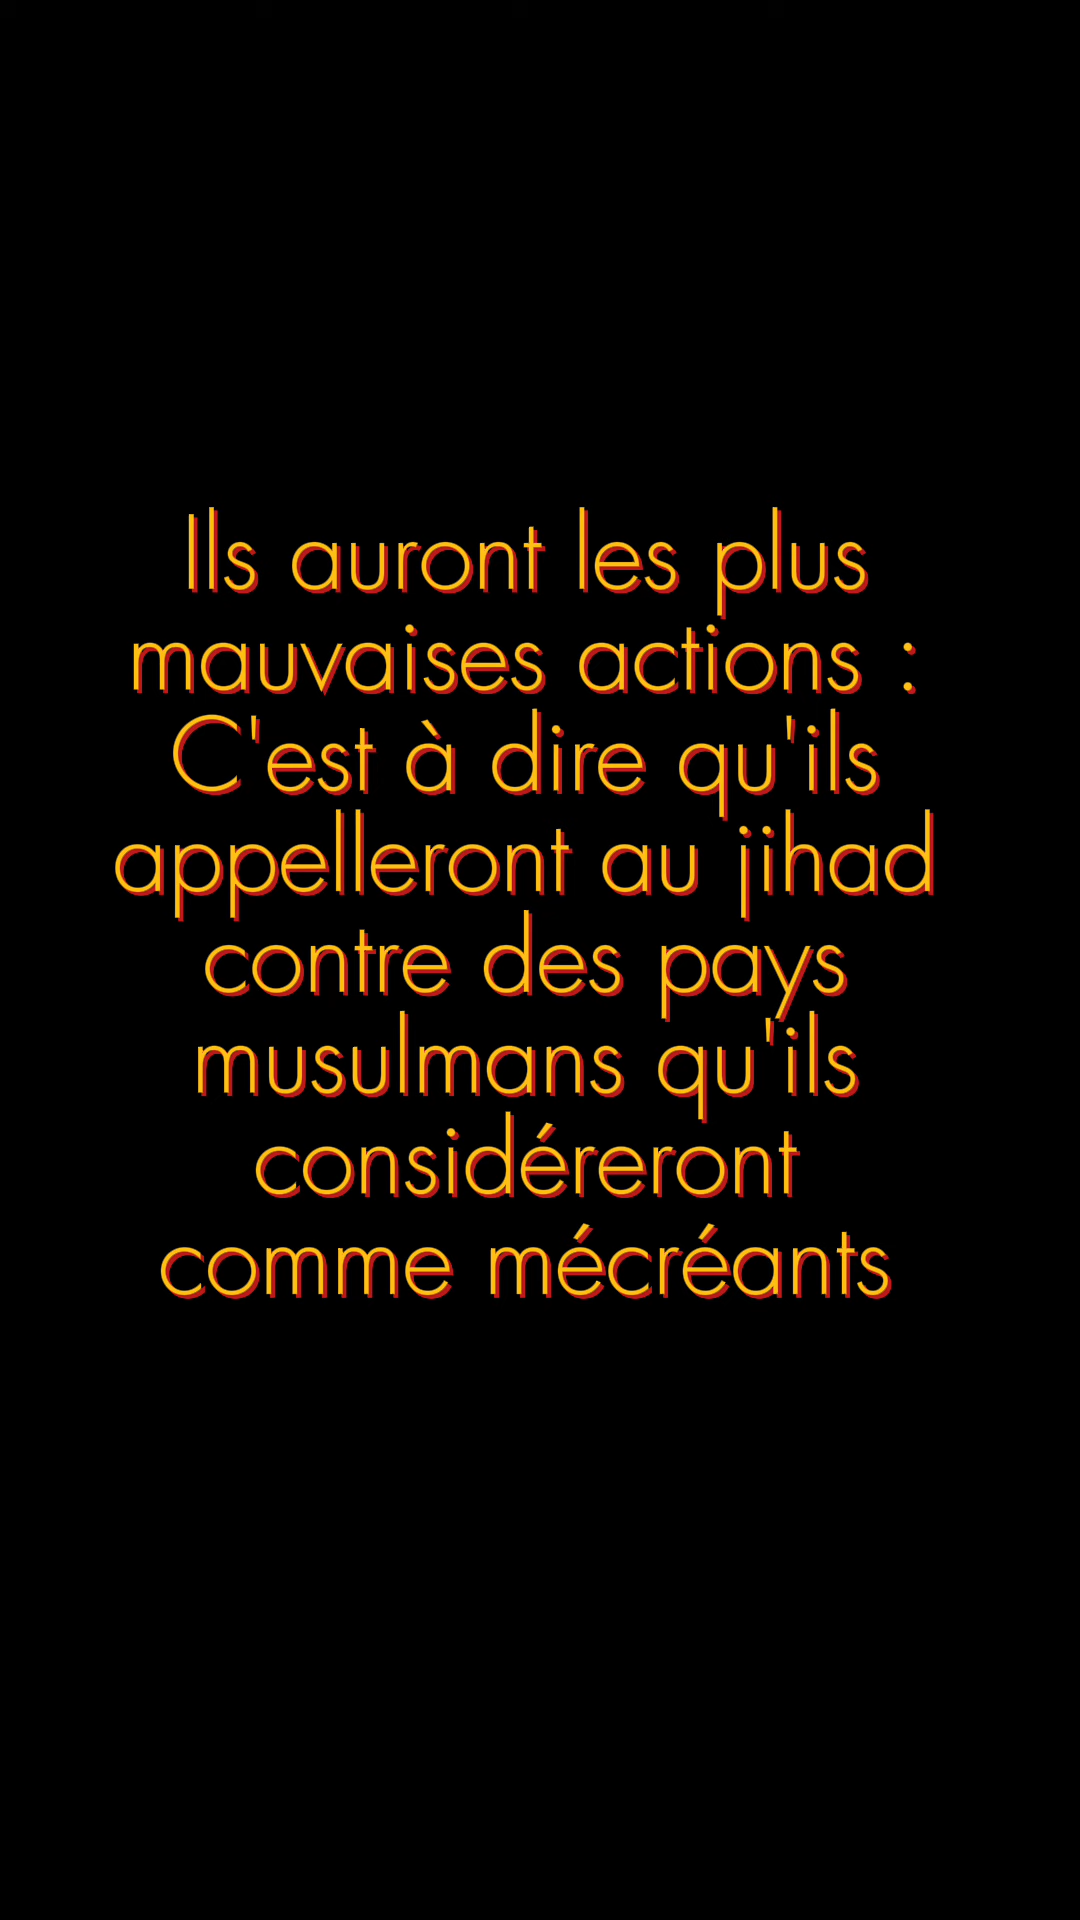 Ils auront les plus
mauvaises actions :
C'est à dire qu'ils
appelleront au jihad
contre des pays
musulmans qu'ils
considéreront
comme mécréants